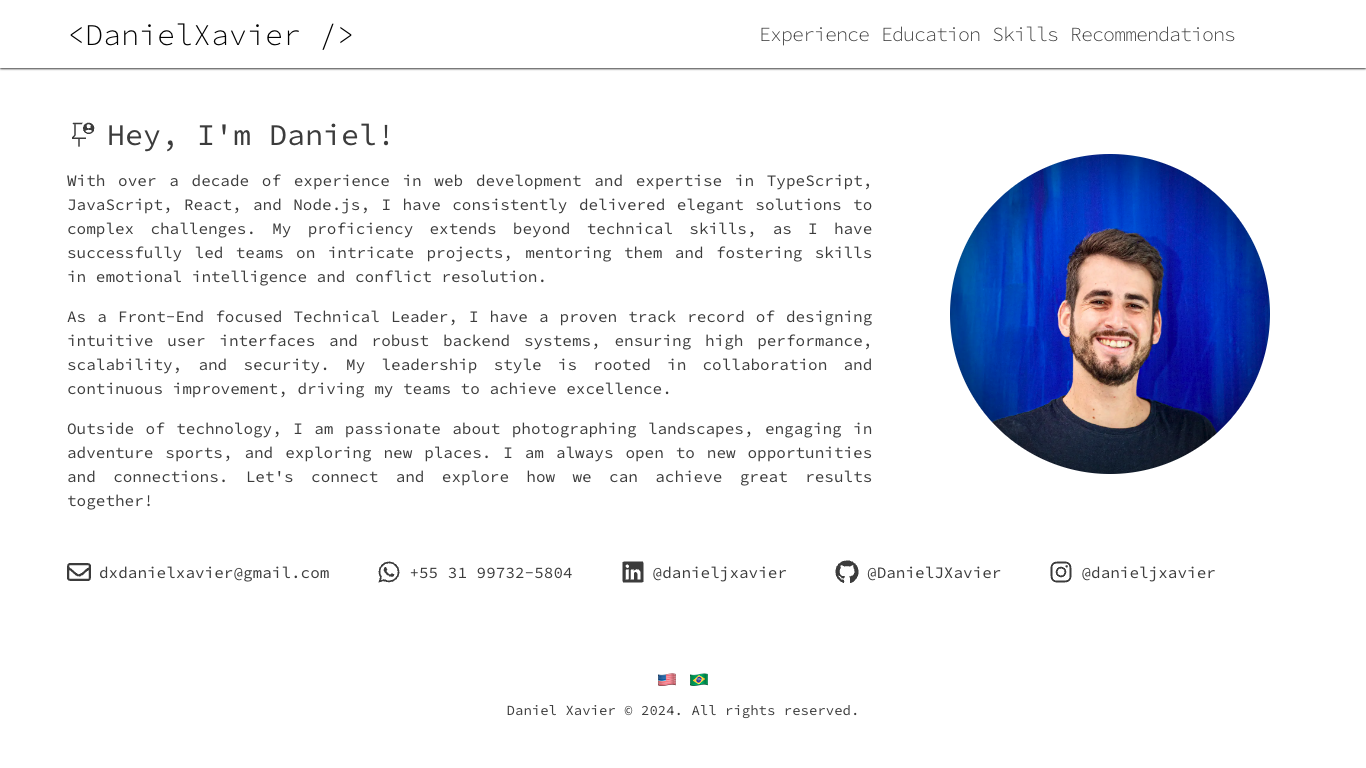 <DanielXavier />
Experience Education Skills Recommendations
Hey, I'm Daniel!
With over a decade of experience in web development and expertise in TypeScript,
JavaScript, React, and Node.js, I have consistently delivered elegant solutions to
complex challenges. My proficiency extends beyond technical skills, as I have
successfully led teams on intricate projects, mentoring them and fostering skills
in emotional intelligence and conflict resolution.
As a Front-End focused Technical Leader, I have a proven track record of designing
intuitive user interfaces and robust backend systems, ensuring high performance,
scalability, and security. My leadership style is rooted in collaboration and
continuous improvement, driving my teams to achieve excellence.
Outside of technology, I am passionate about photographing landscapes, engaging in
adventure sports, and exploring new places. I am always open to new opportunities
and connections. Let's connect and explore how we can achieve great results
together!
dxdanielxavier@gmail.com +55 31 99732-5804 @danieljxavier @DanielJXavier @danieljxavier
Daniel Xavier © 2024. All rights reserved.